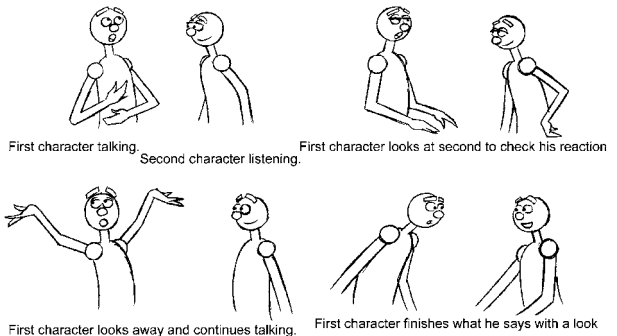 First character talking.
Second character listening.
First character looks at second to check his reaction
First character looks away and continues talking.
First character finishes what he says with a look